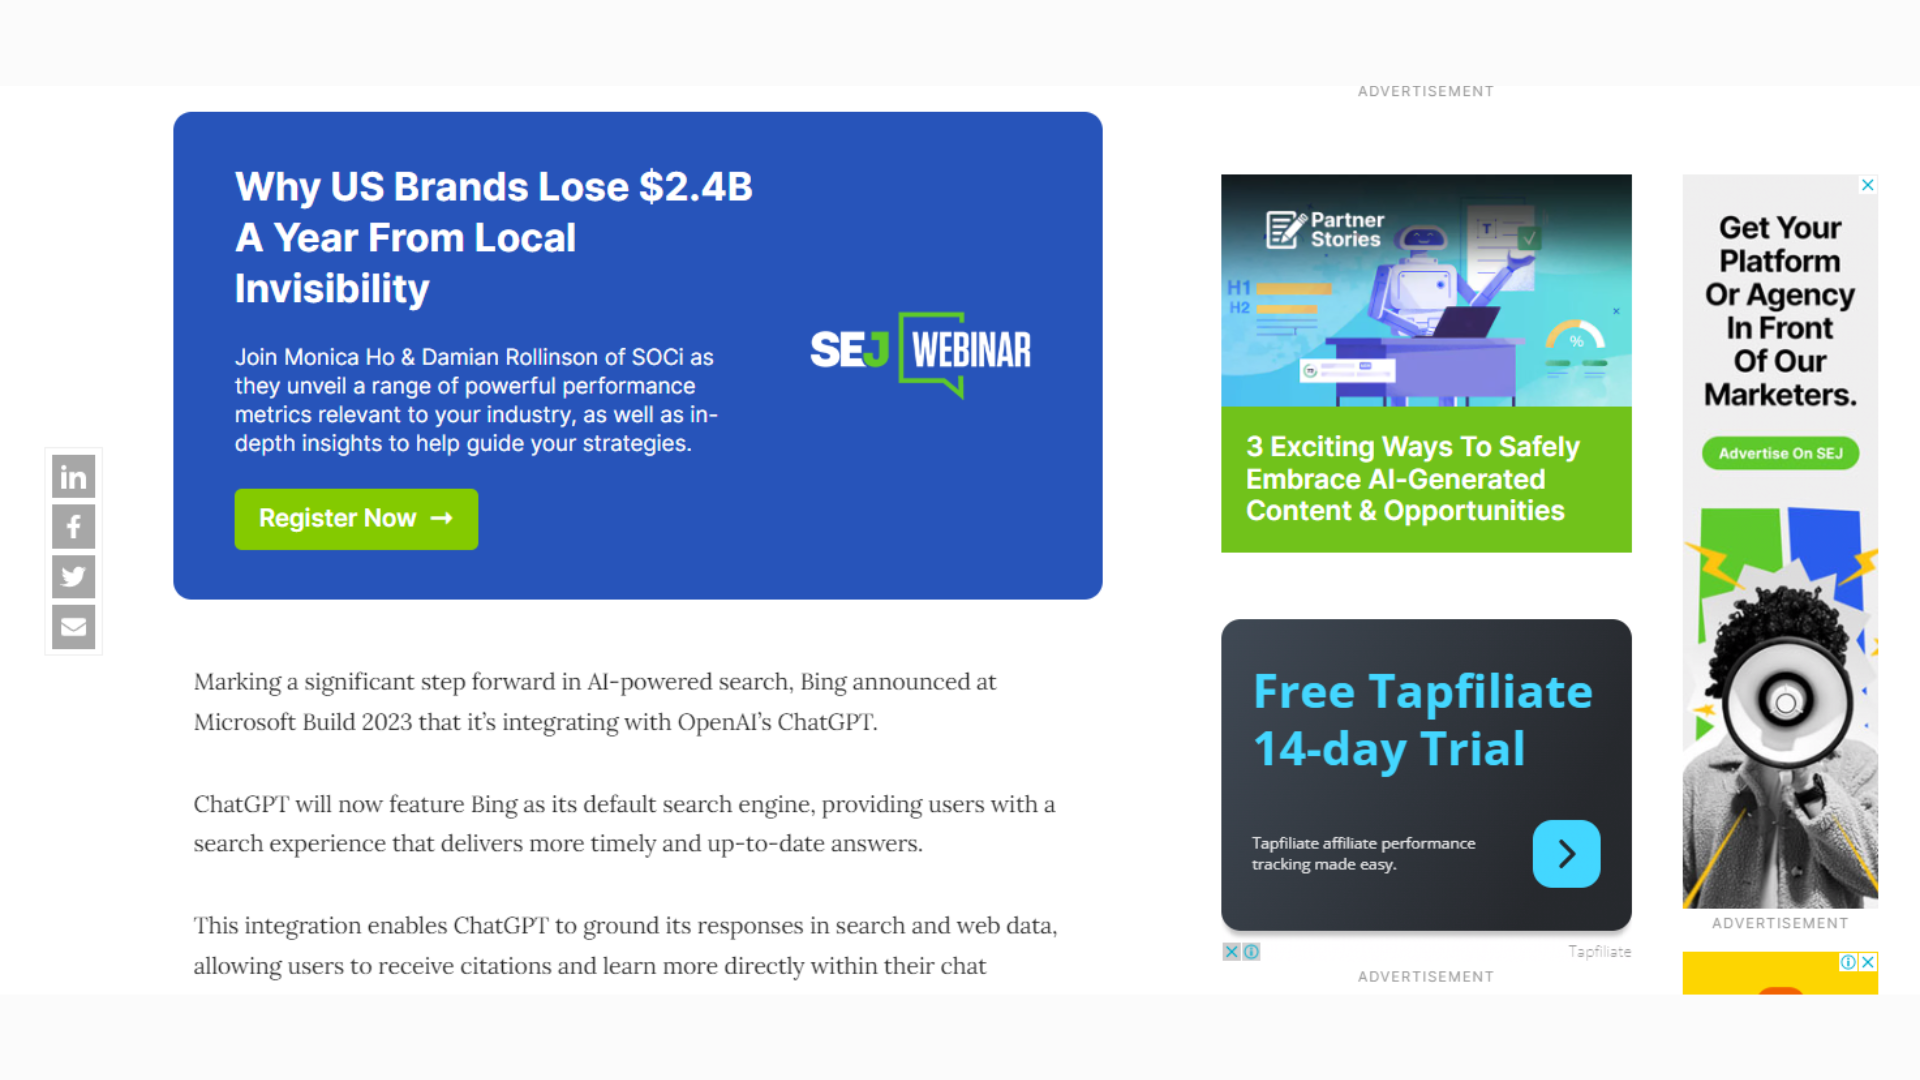 ADVERTISEMENT
Why US Brands Lose $2.4B
A Year From Local
Invisibility
Join Monica Ho & Damian Rollinson of SOCi as
they unveil a range of powerful performance
metrics relevant to your industry, as well as in-
depth insights to help guide your strategies.
Register Now →
SEJ WEBINAR
in
f
Marking a significant step forward in AI-powered search, Bing announced at
Microsoft Build 2023 that it’s integrating with OpenAI’s ChatGPT.
ChatGPT will now feature Bing as its default search engine, providing users with a
search experience that delivers more timely and up-to-date answers.
This integration enables ChatGPT to ground its responses in search and web data,
allowing users to receive citations and learn more directly within their chat
Partner
Stories
T
H1
H2
%
3 Exciting Ways To Safely
Embrace AI-Generated
Content & Opportunities
Free Tapfiliate
14-day Trial
Tapfiliate affiliate performance
tracking made easy.
Tapfiliate
ADVERTISEMENT
Get Your
Platform
Or Agency
In Front
Of Our
Marketers.
Advertise On SEJ
ADVERTISEMENT